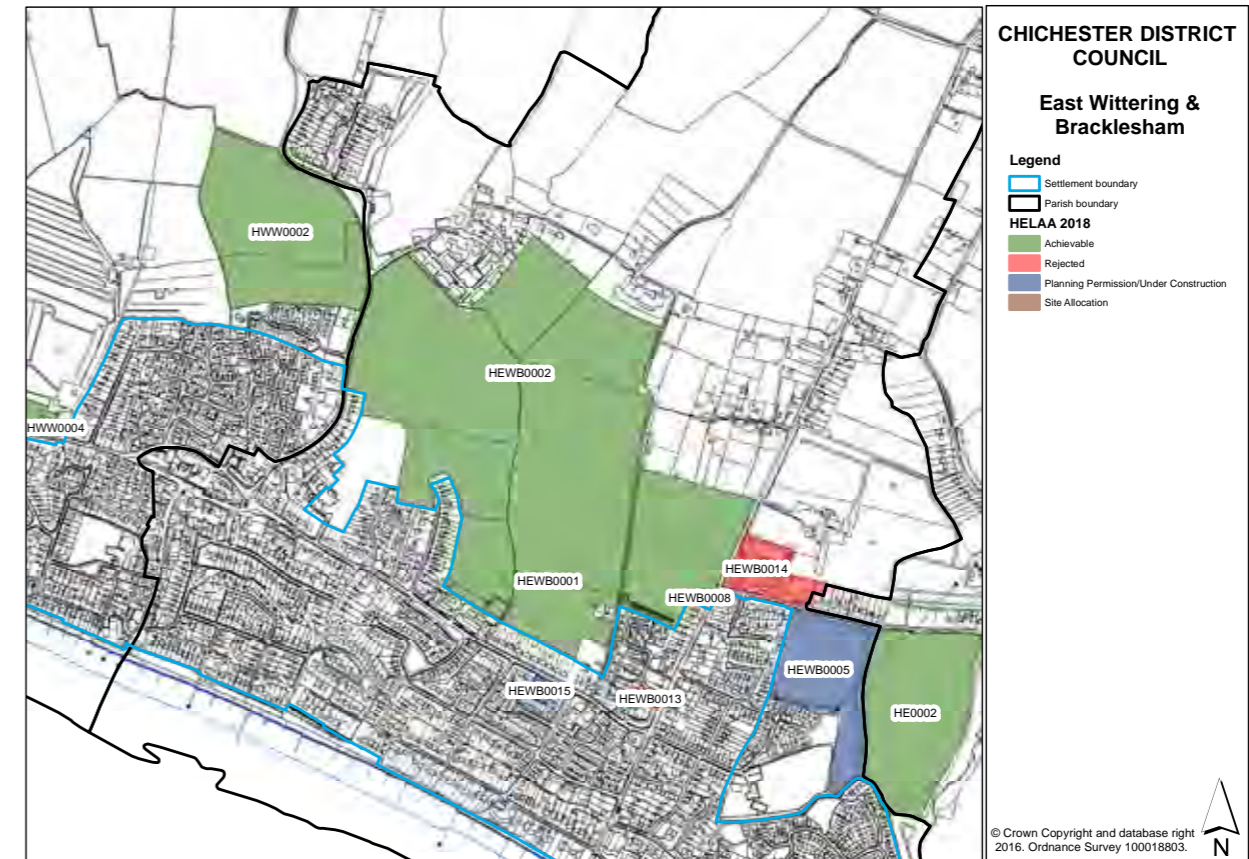 HWW0002
HEWB0002
HWW0004
HEWB0001
HEWB0014
HEWB0008
HEWB0005
HEWB0015
HEWB0013
HE0002
CHICHESTER DISTRICT
COUNCIL
East Wittering &
Bracklesham
Legend
Settlement boundary
Parish boundary
HELAA 2018
Achievable
Rejected
Planning Permission/Under Construction
Site Allocation
© Crown Copyright and database right
2016. Ordnance Survey 100018803.
N